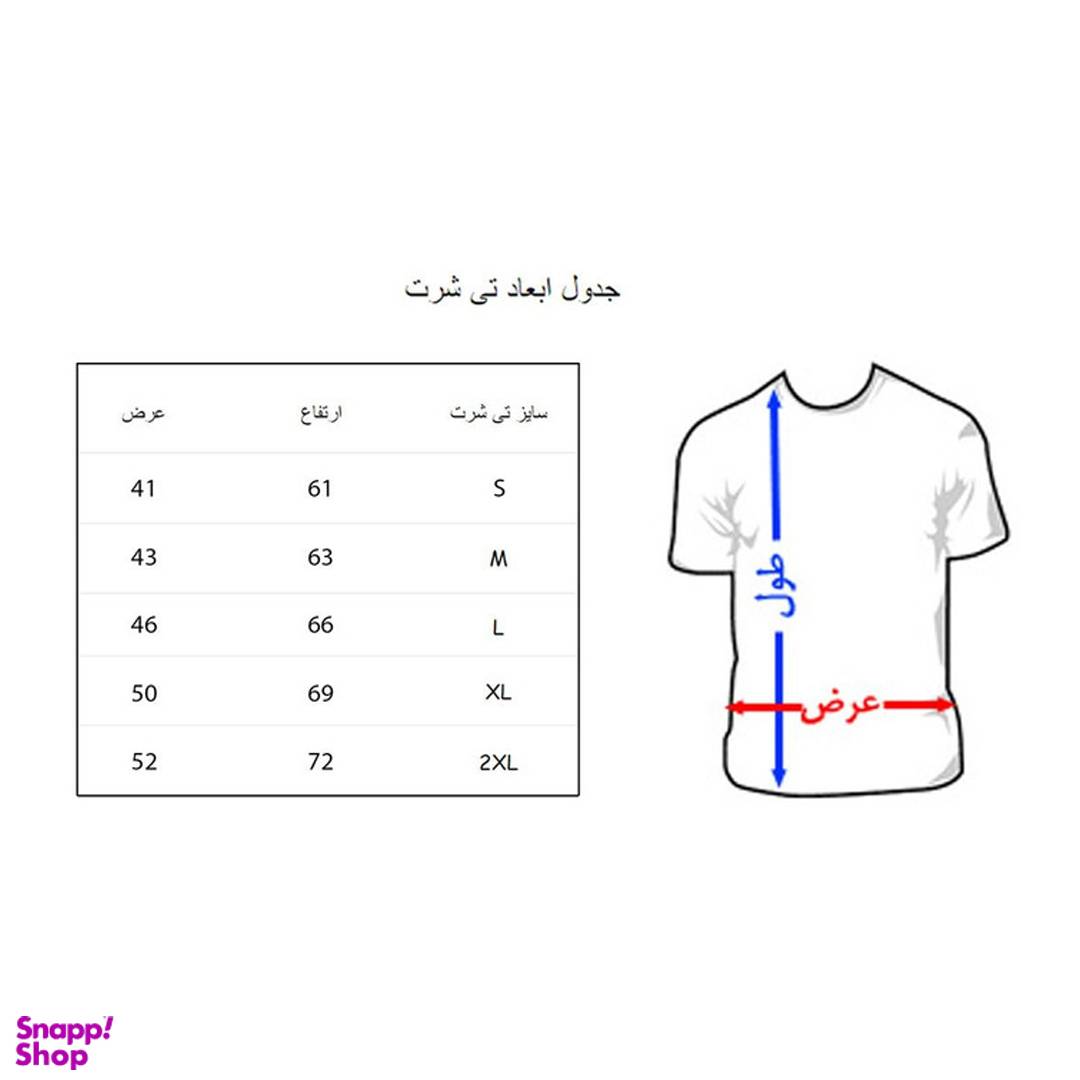 جدول ابعاد تی شرت
سایز تی شرت ارتفاع عرض
S 61 41
M 63 43
L 66 46
XL 69 50
2XL 72 52
طول
عرض
Snapp!
Shop